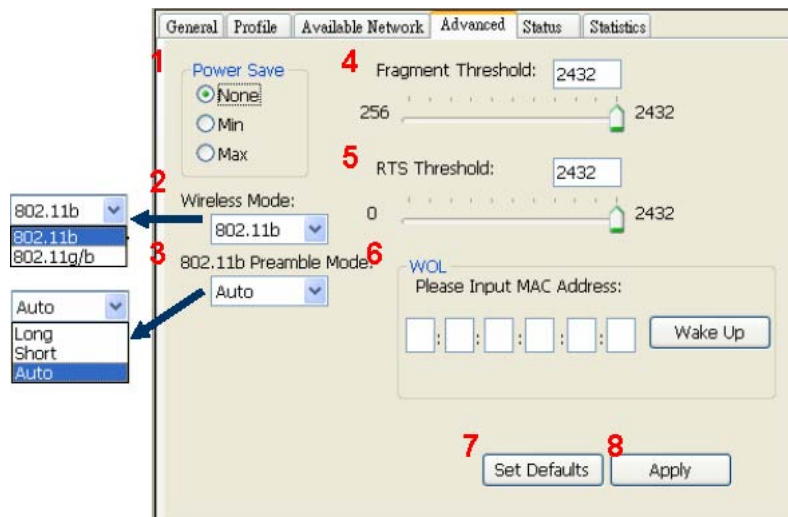 General Profile Available Network Advanced Status Statistics
1
Power Save
None
Min
Max
4
Fragment Threshold: 2432
256 2432
5
RTS Threshold: 2432
0 2432
2
Wireless Mode:
802.11b
802.11b
802.11b
802.11g/b
3
802.11b Preamble Mode:
Auto
Auto
Long
Short
Auto
6
WOL
Please Input MAC Address:
: : : : : Wake Up
7
Set Defaults
8
Apply